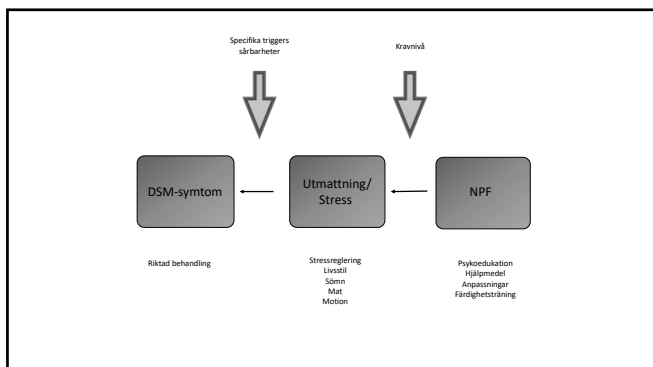 Specifika triggers
sårbarheter
Kravnivå
DSM-symtom
Utmattning/
Stress
NPF
Riktad behandling
Stressreglering
Livsstil
Sömn
Mat
Motion
Psykoedukation
Hjälpmedel
Anpassningar
Färdighetsträning